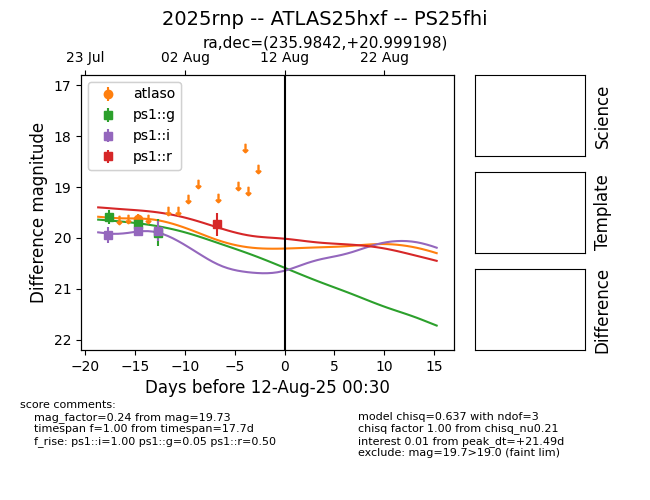 2025rnp -- ATLAS25hxf -- PS25fhi
ra,dec=(235.9842,+20.999198)
23 Jul 02 Aug 12 Aug 22 Aug
17
18
19
20
21
22
Difference magnitude
atlaso
ps1::g
ps1::i
ps1::r
−20 −15 −10 −5 0 5 10 15
Days before 12-Aug-25 00:30
Science
Template
Difference
score comments:
mag_factor=0.24 from mag=19.73
timespan f=1.00 from timespan=17.7d
f_rise: ps1::i=1.00 ps1::g=0.05 ps1::r=0.50
model chisq=0.637 with ndof=3
chisq factor 1.00 from chisq_nu0.21
interest 0.01 from peak_dt=+21.49d
exclude: mag=19.7>19.0 (faint lim)